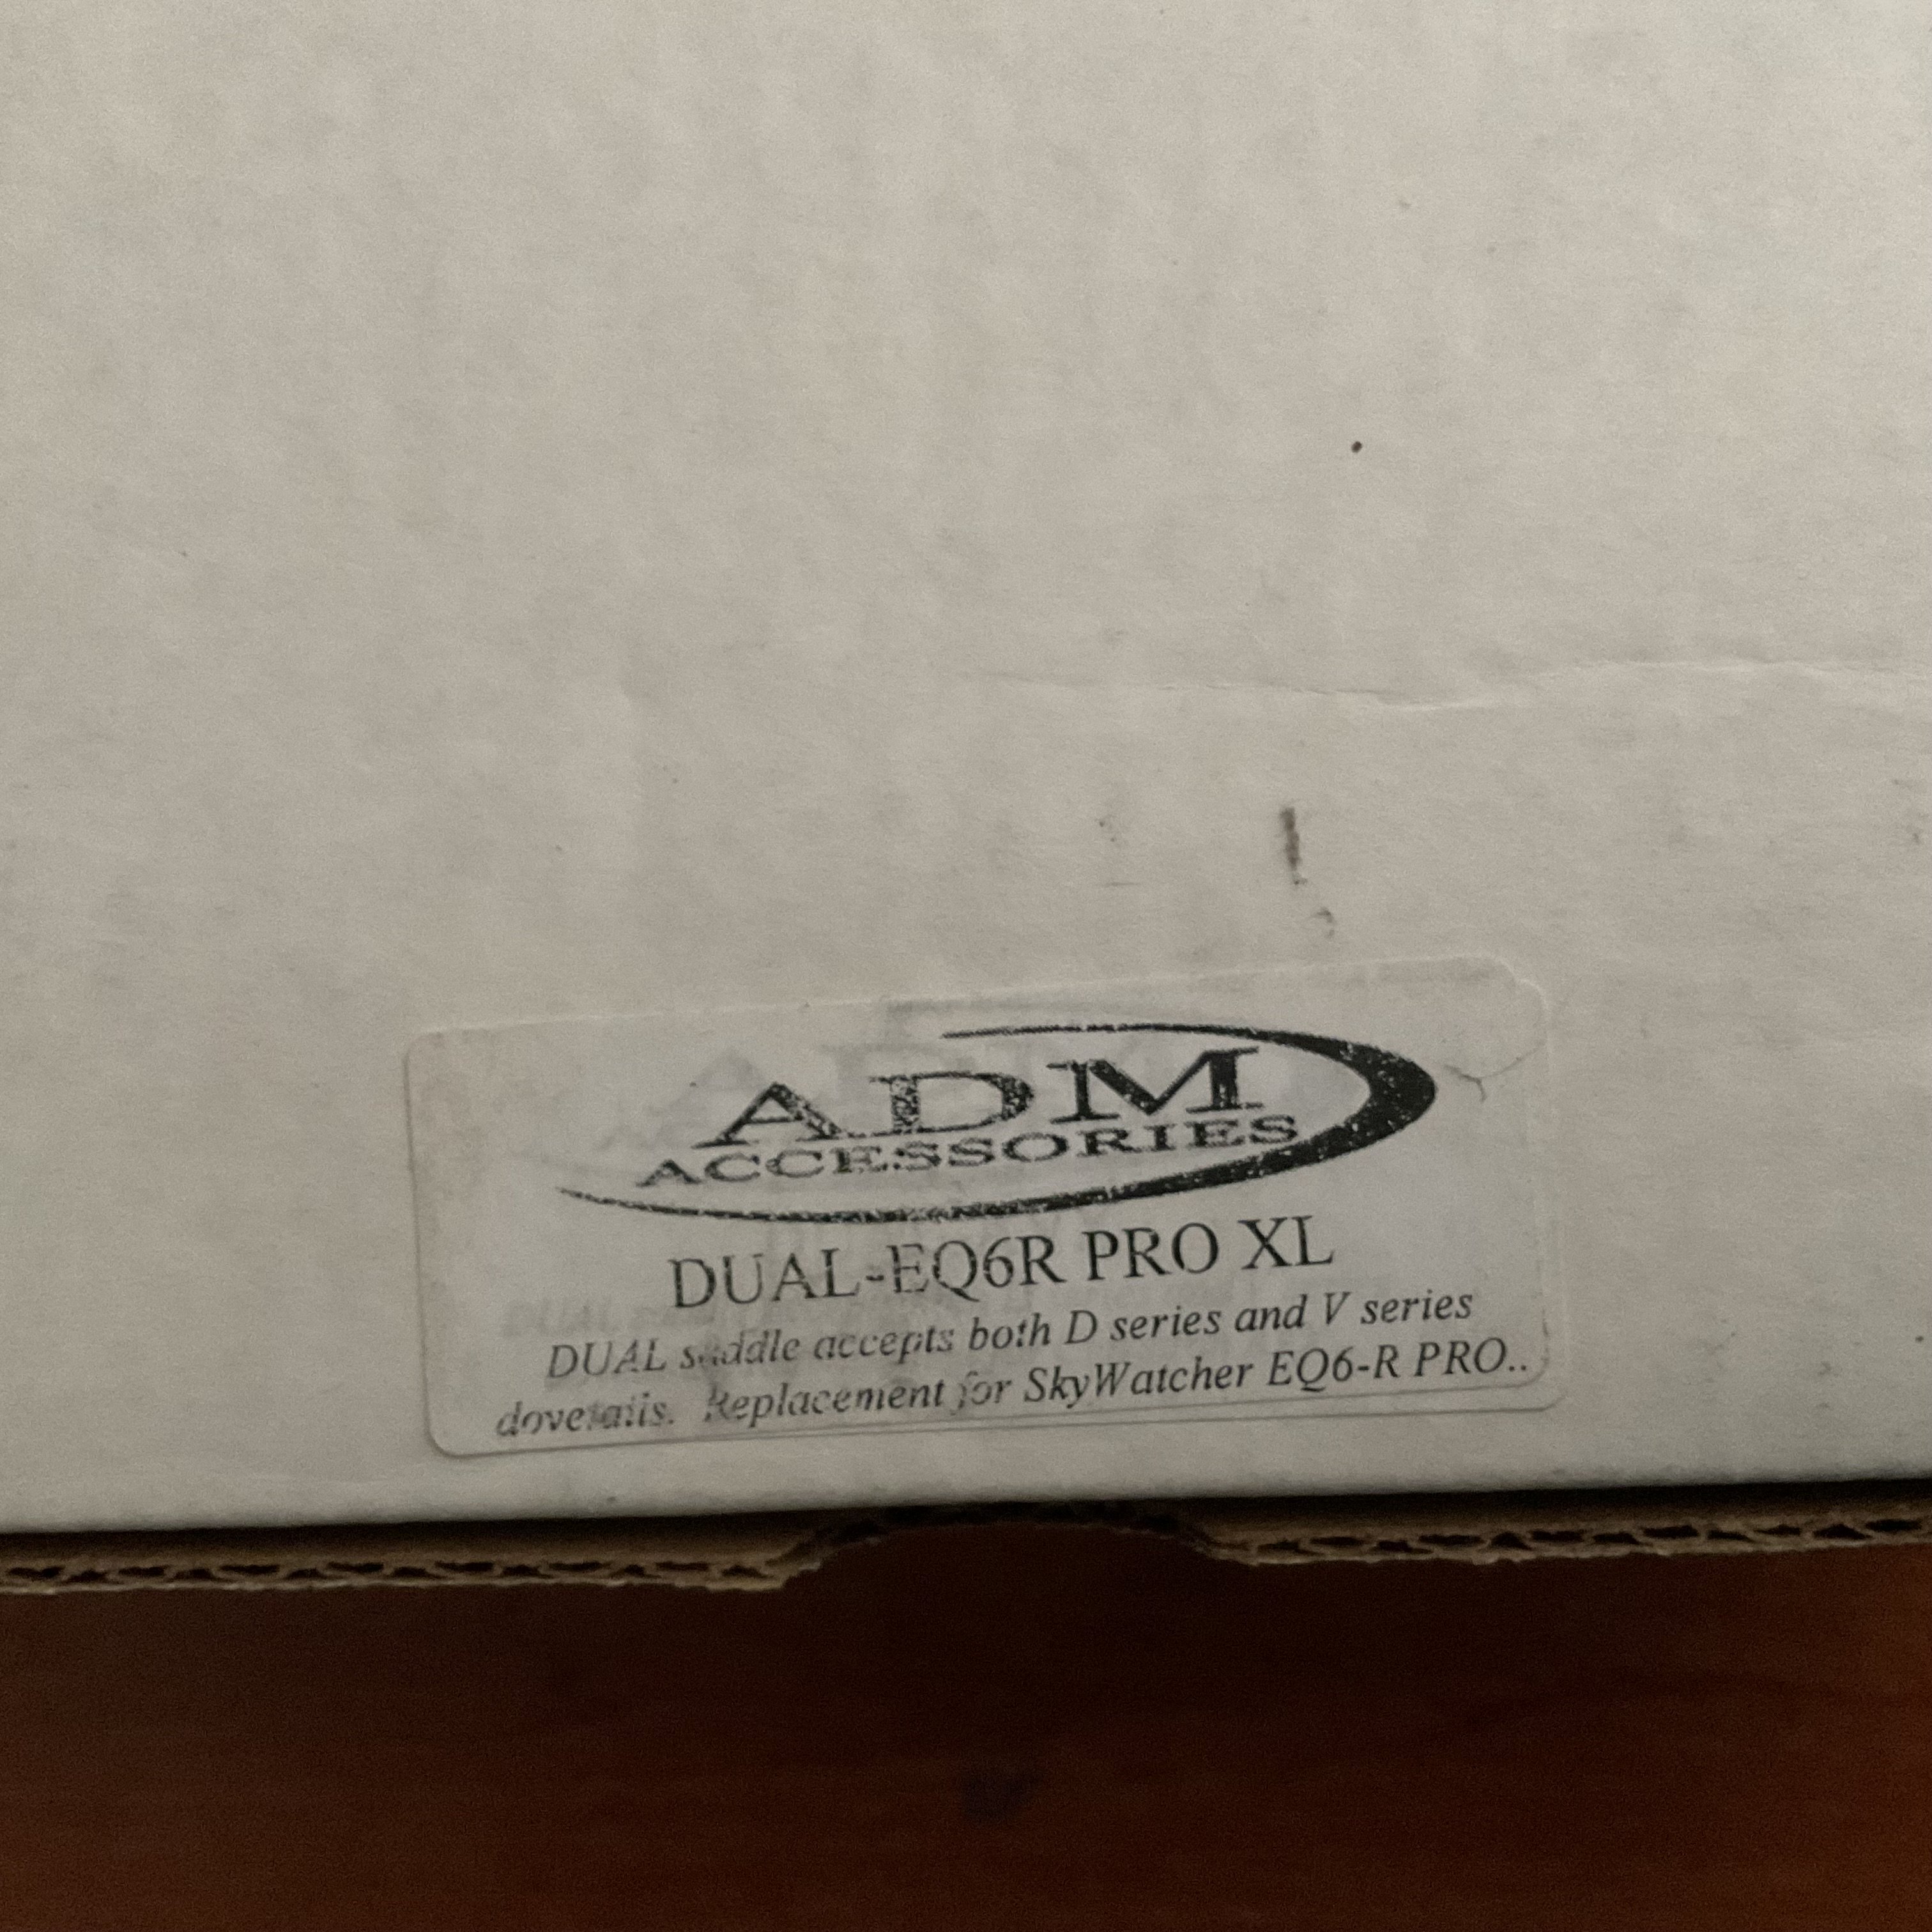 ADM
ACCESSORIES
DUAL-EQ6R PRO XL
DUAL saddle accepts both D series and V series
dovetails. Replacement for SkyWatcher EQ6-R PRO..